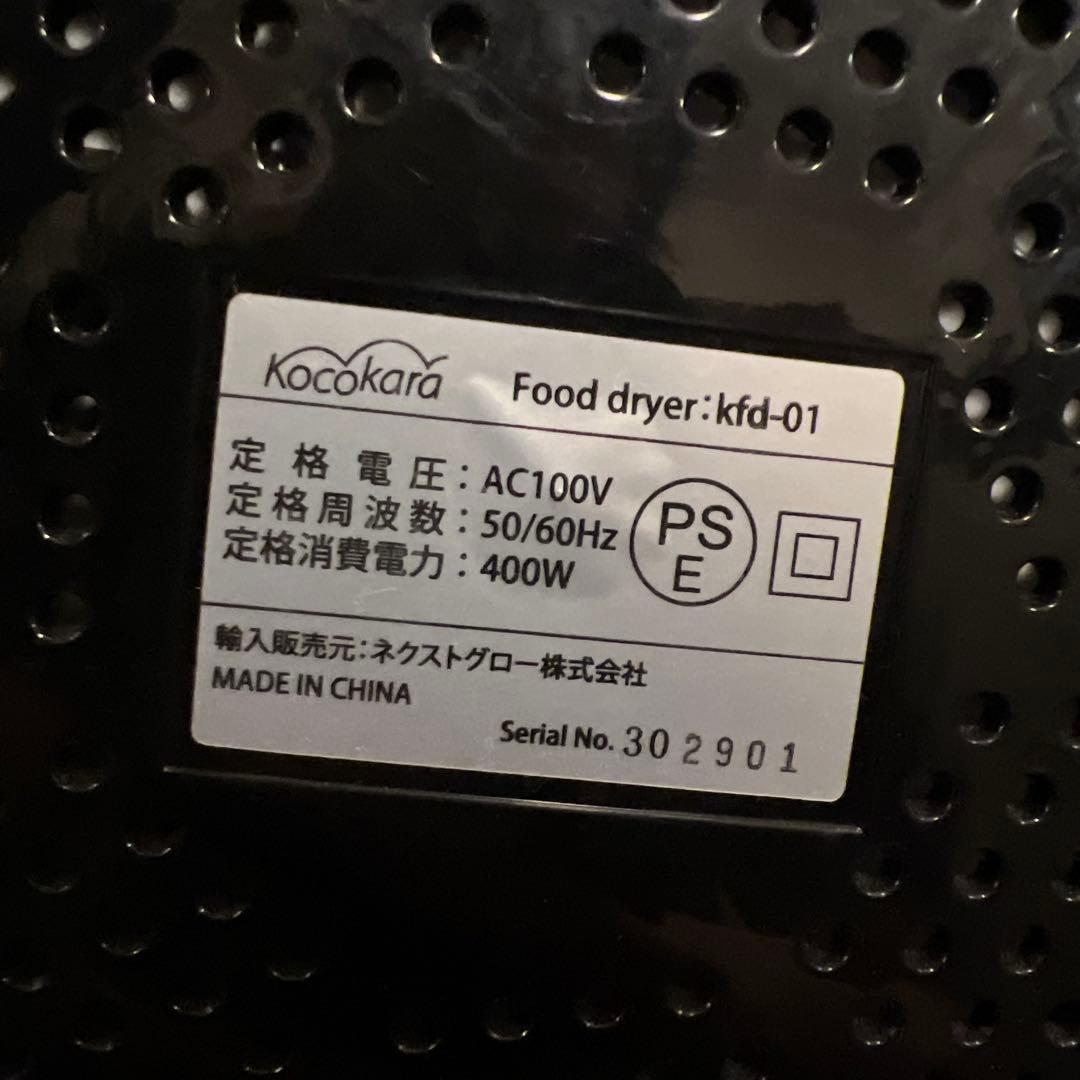 Kocokara
Food dryer:kfd-01
定格電圧:AC100V
定格周波数:50/60Hz
定格消費電力:400W
PS
E
輸入販売元:ネクストグロー株式会社
MADE IN CHINA
Serial No. 302901